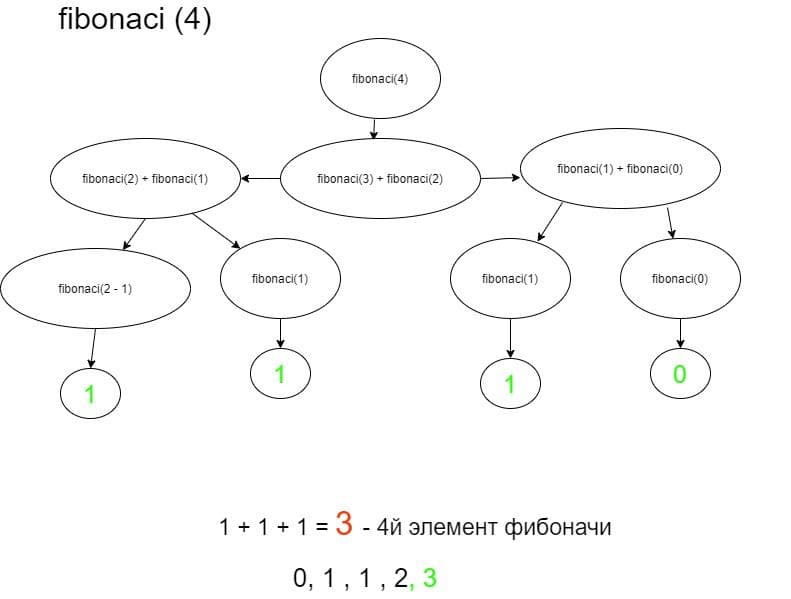 fibonaci (4)
fibonaci(4)
fibonaci(2) + fibonaci(1)
fibonaci(3) + fibonaci(2)
fibonaci(1) + fibonaci(0)
fibonaci(2 - 1)
fibonaci(1)
fibonaci(1)
fibonaci(0)
1
1
1
0
1 + 1 + 1 = 3 - 4й элемент фибоначи
0, 1 , 1 , 2, 3